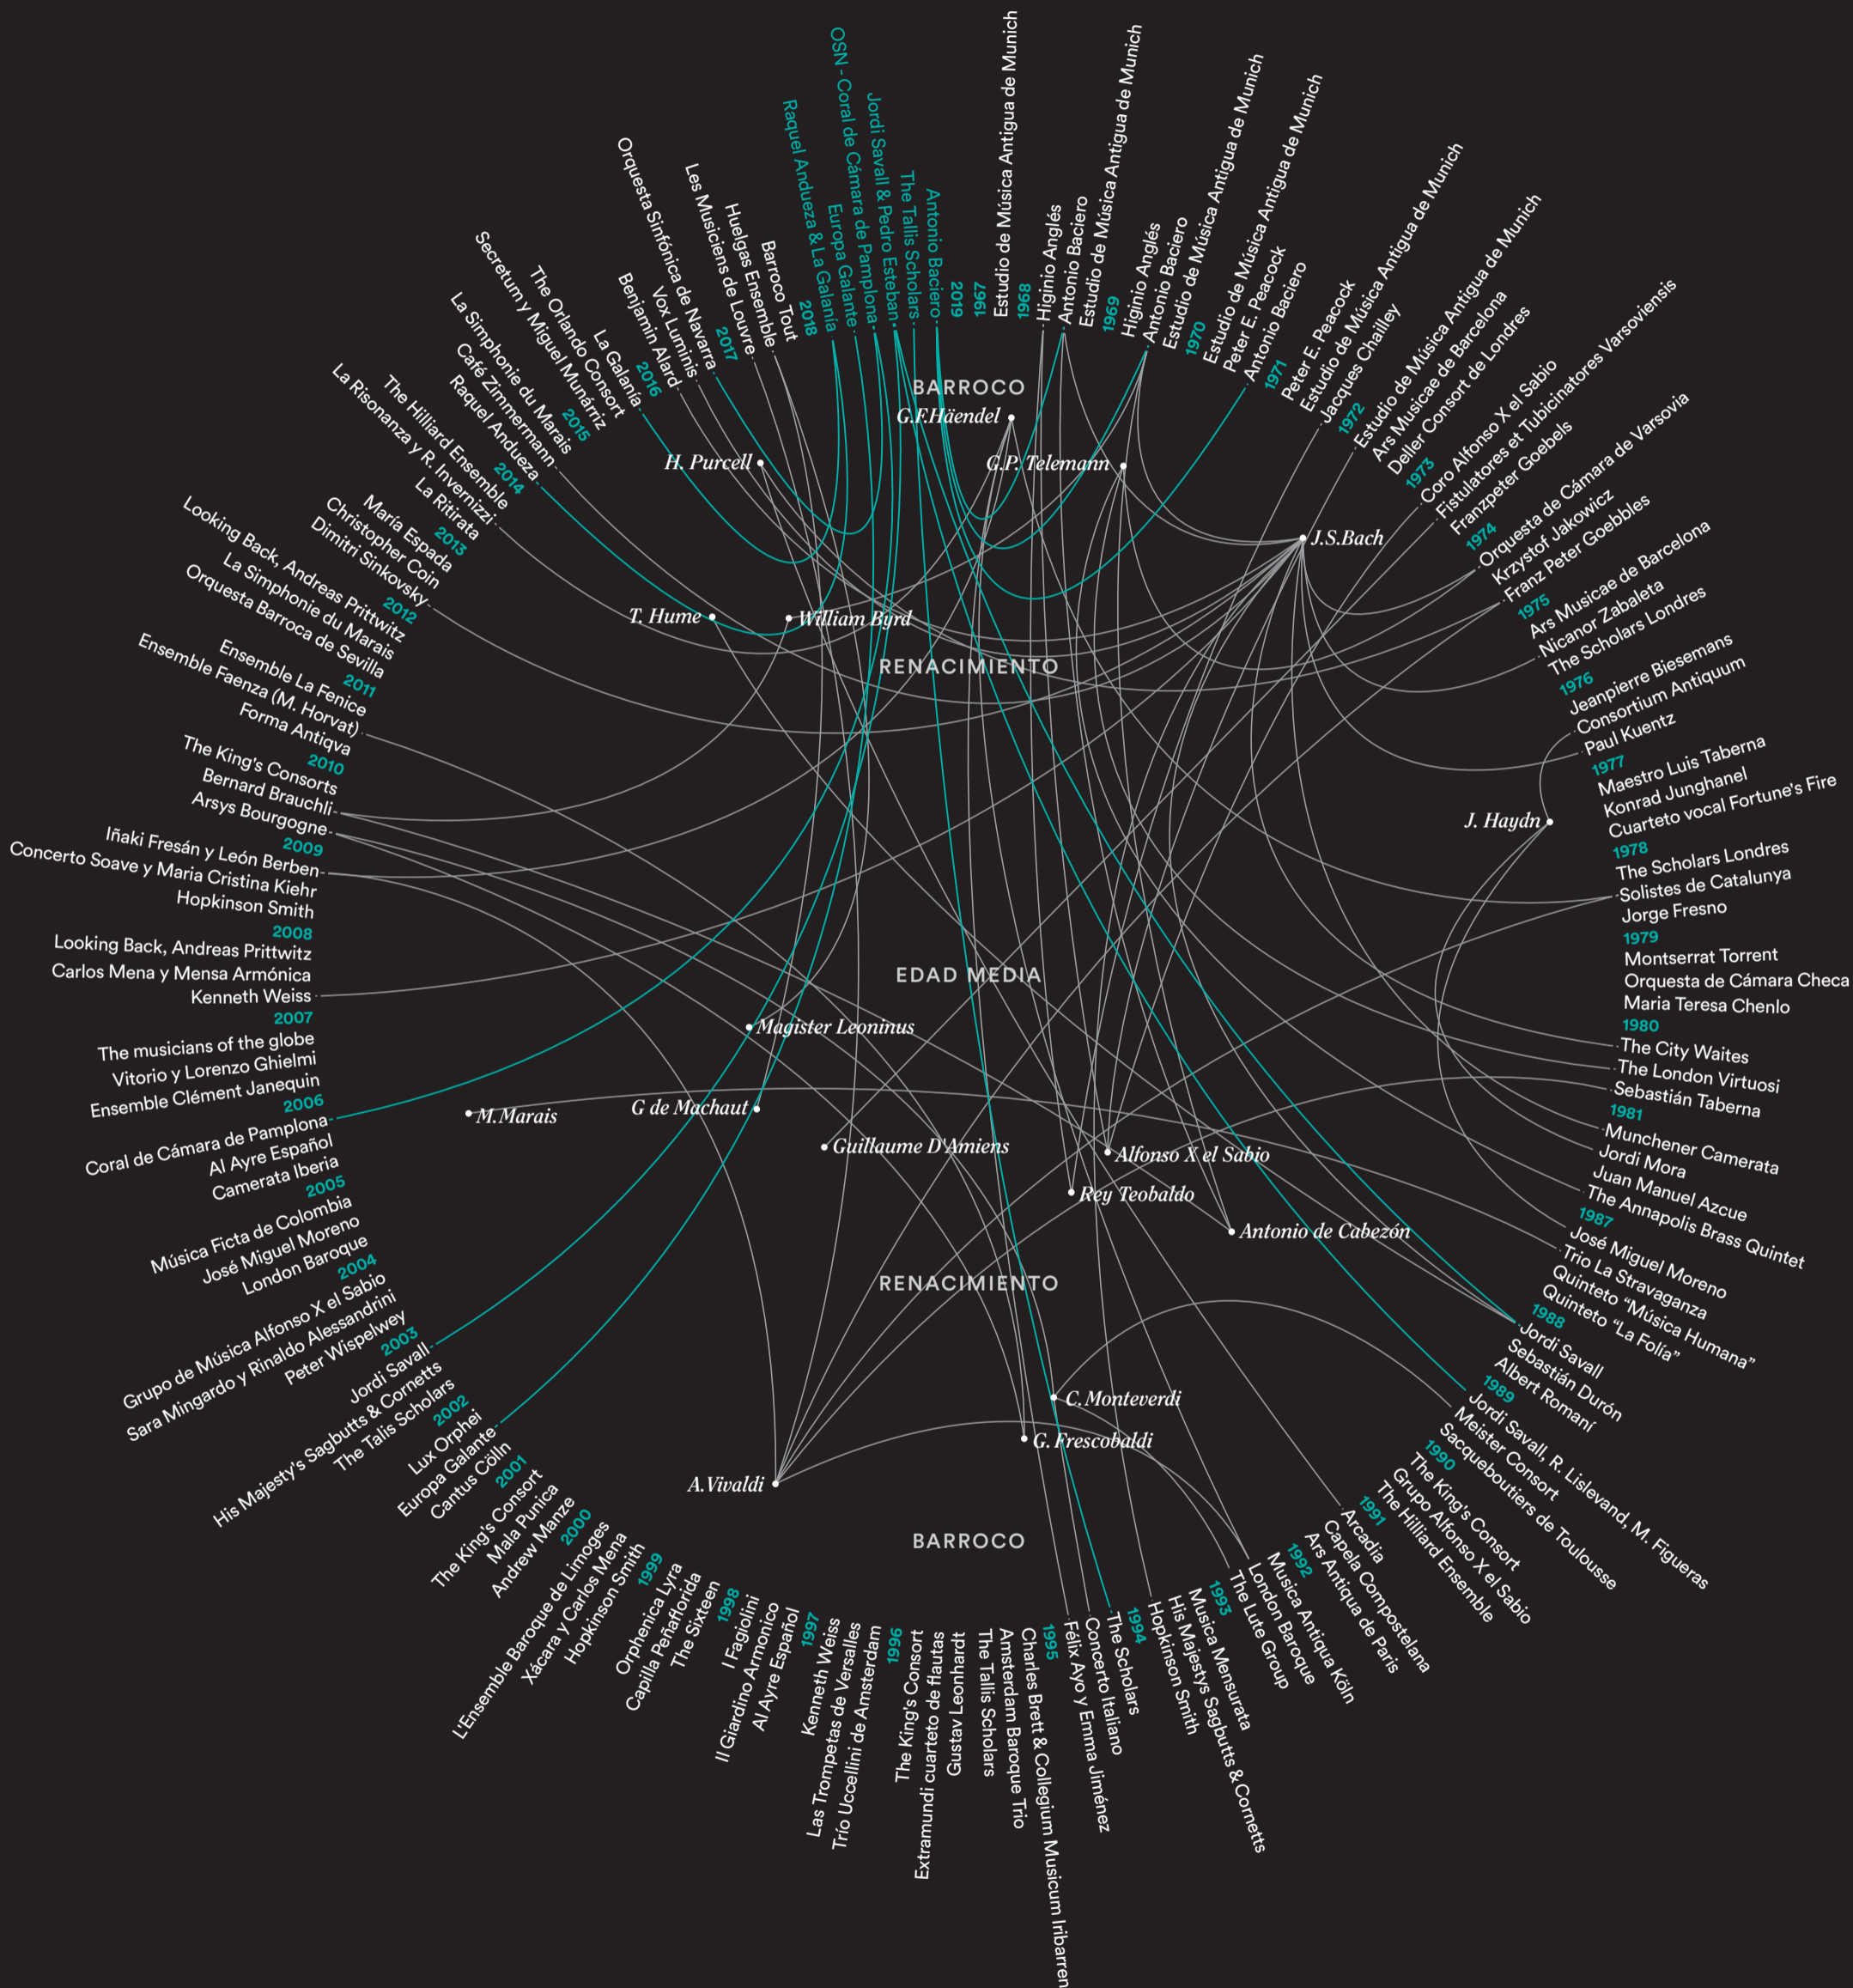 1967
Estudio de Música Antigua de Munich
1968
Higinio Anglés
Antonio Baciero
Estudio de Música Antigua de Munich
1969
Higinio Anglés
Antonio Baciero
Estudio de Música Antigua de Munich
1970
Estudio de Música Antigua de Munich
Peter E. Peacock
Antonio Baciero
1971
Peter E. Peacock
Estudio de Música Antigua de Munich
Jacques Chailley
1972
Estudio de Música Antigua de Munich
Ars Musicae de Barcelona
Deller Consort de Londres
1973
Coro Alfonso X el Sabio
Fistulatores et Tubicinatores Varsoviensis
Franzpeter Goebels
1974
Orquesta de Cámara de Varsovia
Krzystof Jakowicz
Franz Peter Goebbles
1975
Ars Musicae de Barcelona
Nicanor Zabaleta
The Scholars Londres
1976
Jeanpierre Biesemans
Consortium Antiquum
Paul Kuentz
1977
Maestro Luis Taberna
Konrad Junghanel
Cuarteto vocal Fortune's Fire
1978
The Scholars Londres
Solistes de Catalunya
Jorge Fresno
1979
Montserrat Torrent
Orquesta de Cámara Checa
Maria Teresa Chenlo
1980
The City Waites
The London Virtuosi
Sebastián Taberna
1981
Munchener Camerata
Jordi Mora
Juan Manuel Azcue
The Annapolis Brass Quintet
1987
José Miguel Moreno
Trio La Stravaganza
Quinteto “Música Humana”
Quinteto “La Folía”
1988
Jordi Savall
Sebastián Durón
Albert Romaní
1989
Jordi Savall, R. Lislevand, M. Figueras
Meister Consort
Sacqueboutiers de Toulousse
1990
The King's Consort
Grupo Alfonso X el Sabio
The Hilliard Ensemble
1991
Arcadia
Capela Compostelana
Ars Antiqua de Paris
1992
Musica Antiqua Köln
London Baroque
The Lute Group
1993
Musica Mensurata
His Majestys Sagbutts & Cornetts
Hopkinson Smith
1994
The Scholars
Concerto Italiano
Félix Ayo y Emma Jiménez
1995
Charles Brett & Collegium Musicum Iribarren
Amsterdam Baroque Trio
The Tallis Scholars
Gustav Leonhardt
Extramundi cuarteto de flautas
The King's Consort
1996
Trío Uccellini de Amsterdam
Las Trompetas de Versalles
Kenneth Weiss
1997
Al Ayre Español
Il Giardino Armonico
I Fagiolini
1998
The Sixteen
Capilla Peñaflorida
Orphenica Lyra
1999
Hopkinson Smith
Xácara y Carlos Mena
L'Ensemble Baroque de Limoges
2000
Andrew Manze
Mala Punica
The King's Consort
2001
Cantus Cölln
Europa Galante
Lux Orphei
2002
The Talis Scholars
His Majesty's Sagbutts & Cornetts
Jordi Savall
2003
Peter Wispelwey
Sara Mingardo y Rinaldo Alessandrini
Grupo de Música Alfonso X el Sabio
2004
London Baroque
José Miguel Moreno
Música Ficta de Colombia
2005
Camerata Iberia
Al Ayre Español
Coral de Cámara de Pamplona
2006
Ensemble Clément Janequin
Vitorio y Lorenzo Ghielmi
The musicians of the globe
2007
Kenneth Weiss
Carlos Mena y Mensa Armónica
Looking Back, Andreas Prittwitz
2008
Hopkinson Smith
Concerto Soave y Maria Cristina Kiehr
Iñaki Fresán y León Berben
2009
Arsys Bourgogne
Bernard Brauchli
The King's Consorts
2010
Forma Antiqva
Ensemble Faenza (M. Horvat)
Ensemble La Fenice
2011
Orquesta Barroca de Sevilla
La Simphonie du Marais
Looking Back, Andreas Prittwitz
2012
Dimitri Sinkovsky
Christopher Coin
María Espada
2013
La Ritirata
La Risonanza y R. Invernizzi
The Hilliard Ensemble
2014
Raquel Andueza
Café Zimmermann
La Simphonie du Marais
2015
Secretum y Miguel Munárriz
The Orlando Consort
La Galanía
2016
Benjamin Alard
Vox Luminis
Orquesta Sinfónica de Navarra
2017
Les Musiciens de Louvre
Huelgas Ensemble
Barroco Tout
2018
Raquel Andueza & La Galanía
Europa Galante
OSN - Coral de Cámara de Pamplona
Jordi Savall & Pedro Esteban
The Tallis Scholars
Antonio Baciero
2019
BARROCO
G.F.Häendel
H. Purcell
G.P. Telemann
J.S.Bach
T. Hume
William Byrd
RENACIMIENTO
J. Haydn
EDAD MEDIA
Magister Leoninus
M.Marais
G de Machaut
Guillaume D'Amiens
Alfonso X el Sabio
Rey Teobaldo
Antonio de Cabezón
RENACIMIENTO
C. Monteverdi
G. Frescobaldi
A.Vivaldi
BARROCO